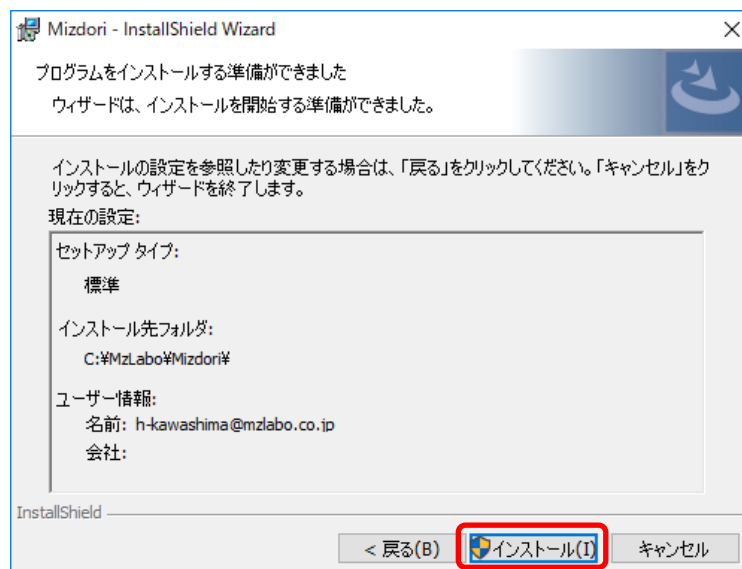 Mizdori - InstallShield Wizard
プログラムをインストールする準備ができました
ウィザードは、インストールを開始する準備ができました。
インストールの設定を参照したり変更する場合は、「戻る」をクリックしてください。「キャンセル」をク
リックすると、ウィザードを終了します。
現在の設定:
セットアップ タイプ:
標準
インストール先フォルダ:
C:¥MzLabo¥Mizdori¥
ユーザー情報:
名前: h-kawashima@mzlabo.co.jp
会社:
InstallShield
< 戻る(B) インストール(I) キャンセル